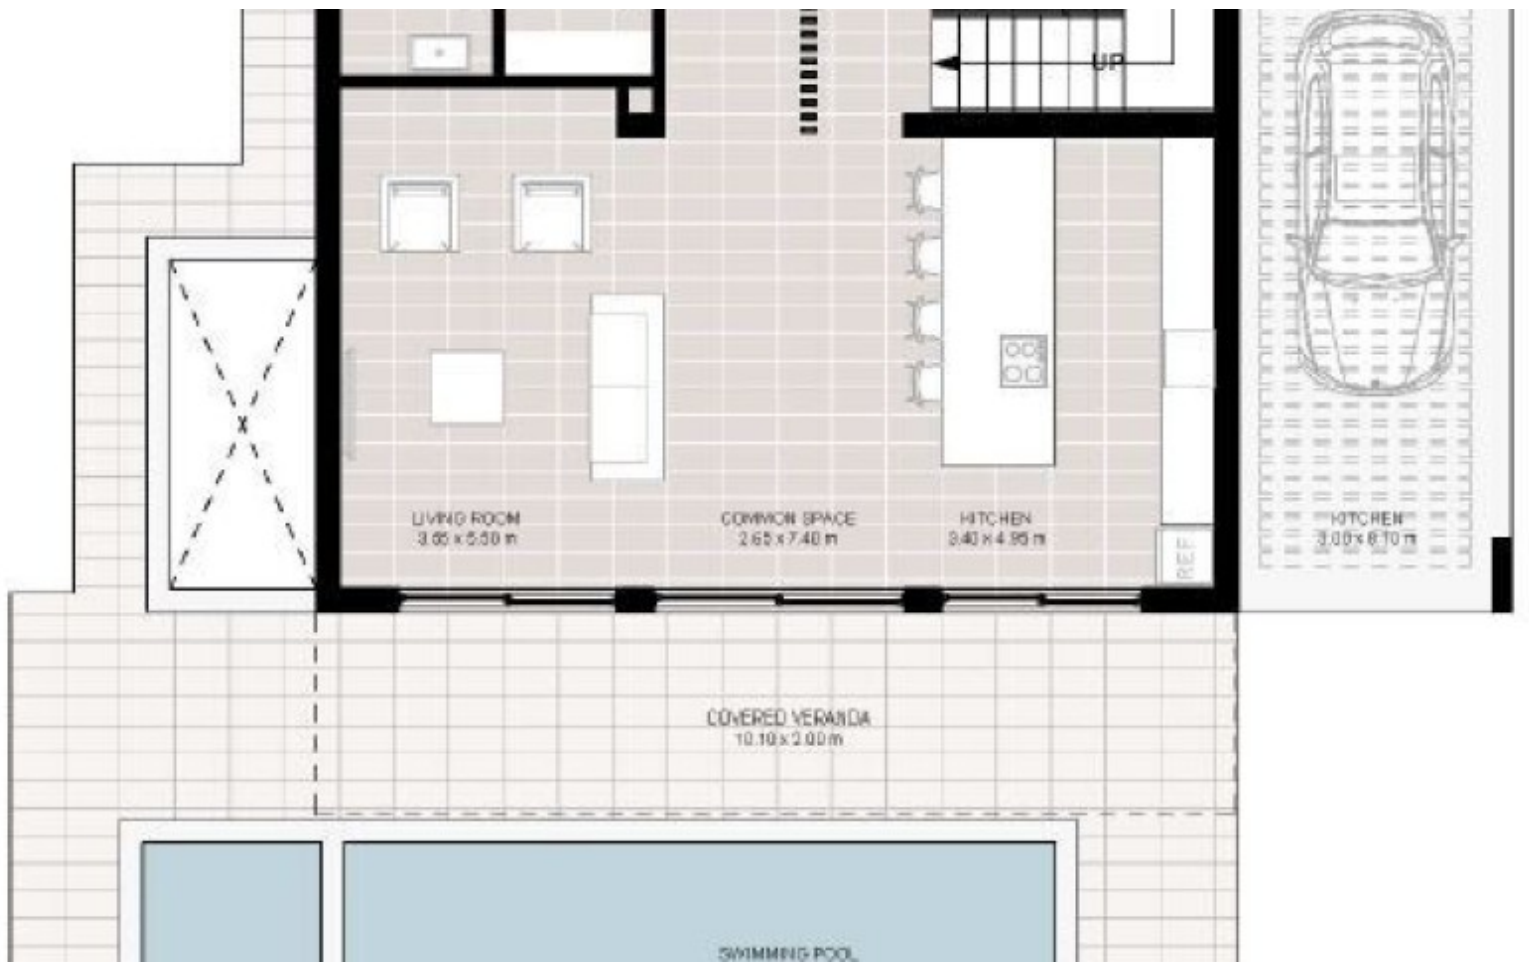 UP
LIVING ROOM
3.65 x 5.50 m
COMMON SPACE
2.65 x 7.40 m
KITCHEN
3.40 x 4.95 m
KITCHEN
3.00 x 8.70 m
REF
COVERED VERANDA
10.10 x 2.00 m
SWIMMING POOL